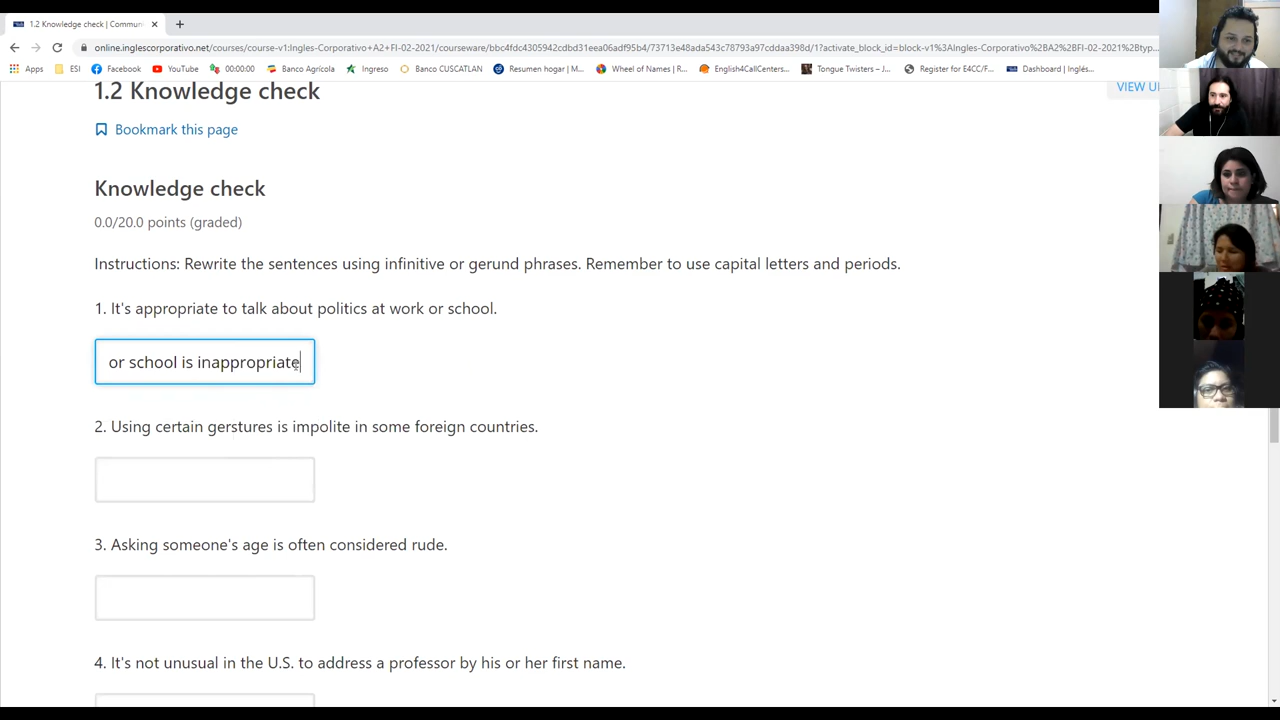 1.2 Knowledge check | Commun
online.inglescorporativo.net/courses/course-v1:Ingles-Corporativo+A2+FI-02-2021/courseware/bbc4fdc4305942cdbd31eea06adf95b4/73713e48ada543c78393a97cddaa398d/1?activate_block_id=block-v1%3AIngles-Corporativo%2BA2%2BFI-02-2021%2Btyp...
Apps ESI Facebook YouTube 00:00:00 Banco Agrícola Ingreso Banco CUSCATLAN Resumen hogar | M... Wheel of Names | R... English4CallCenters... Tongue Twisters – J... Register for E4CC/F... Dashboard | Inglés...
1.2 Knowledge check
VIEW U
Bookmark this page
Knowledge check
0.0/20.0 points (graded)
Instructions: Rewrite the sentences using infinitive or gerund phrases. Remember to use capital letters and periods.
1. It's appropriate to talk about politics at work or school.
or school is inappropriate
2. Using certain gerstures is impolite in some foreign countries.
3. Asking someone's age is often considered rude.
4. It's not unusual in the U.S. to address a professor by his or her first name.